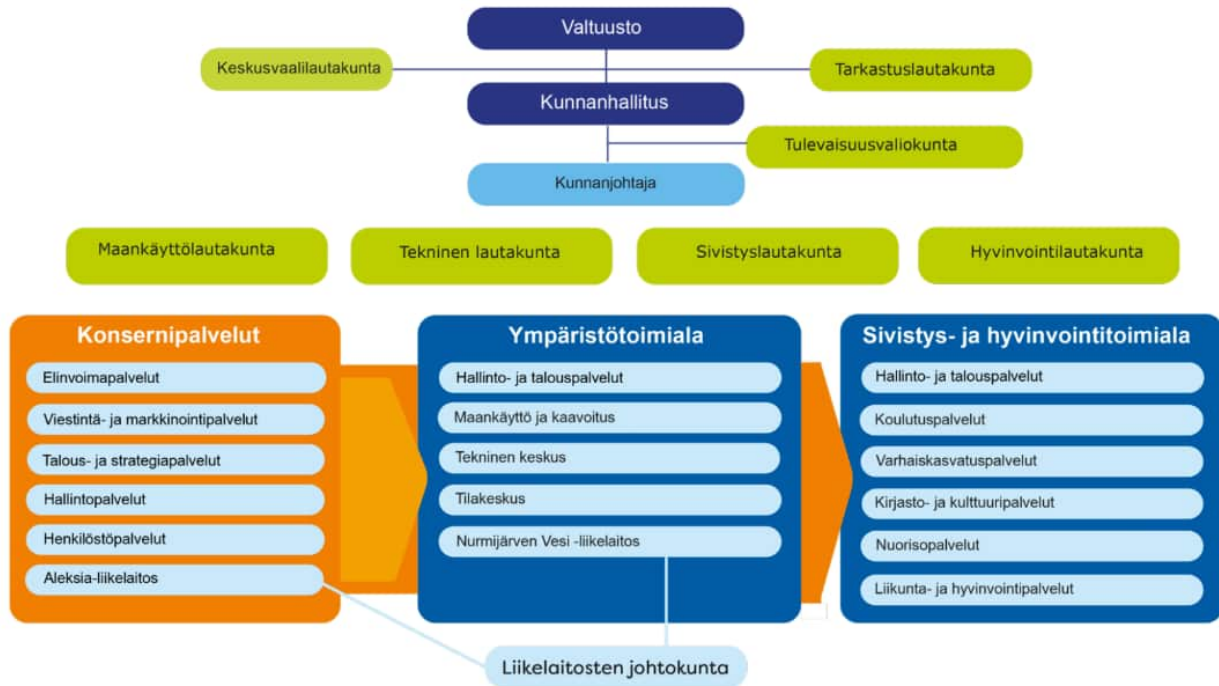 Valtuusto
Keskusvaalilautakunta
Tarkastuslautakunta
Kunnanhallitus
Tulevaisuusvaliokunta
Kunnanjohtaja
Maankäyttölautakunta
Tekninen lautakunta
Sivistyslautakunta
Hyvinvointilautakunta
Konsernipalvelut
Elinvoimapalvelut
Viestintä- ja markkinointipalvelut
Talous- ja strategiapalvelut
Hallintopalvelut
Henkilöstöpalvelut
Aleksia-liikelaitos
Ympäristötoimiala
Hallinto- ja talouspalvelut
Maankäyttö ja kaavoitus
Tekninen keskus
Tilakeskus
Nurmijärven Vesi -liikelaitos
Sivistys- ja hyvinvointitoimiala
Hallinto- ja talouspalvelut
Koulutuspalvelut
Varhaiskasvatuspalvelut
Kirjasto- ja kulttuuripalvelut
Nuorisopalvelut
Liikunta- ja hyvinvointipalvelut
Liikelaitosten johtokunta